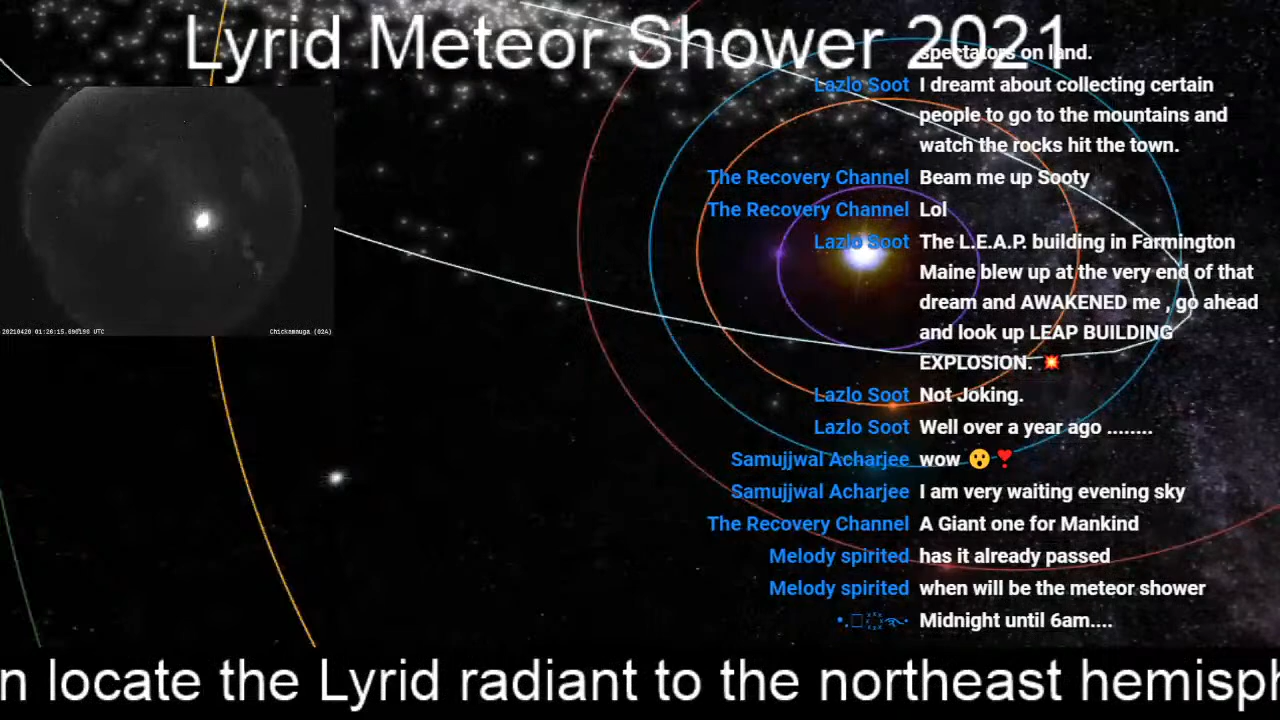 Lyrid Meteor Shower 2021
spectators on land.
Lazlo Soot I dreamt about collecting certain
people to go to the mountains and
watch the rocks hit the town.
The Recovery Channel Beam me up Sooty
The Recovery Channel Lol
Lazlo Soot The L.E.A.P. building in Farmington
Maine blew up at the very end of that
dream and AWAKENED me , go ahead
and look up LEAP BUILDING
EXPLOSION. 💥
Lazlo Soot Not Joking.
Lazlo Soot Well over a year ago ........
Samujjwal Acharjee wow 😮❣
Samujjwal Acharjee I am very waiting evening sky
The Recovery Channel A Giant one for Mankind
Melody spirited has it already passed
Melody spirited when will be the meteor shower
Midnight until 6am....
UTC
Chickamauga (02A)
n locate the Lyrid radiant to the northeast hemisph